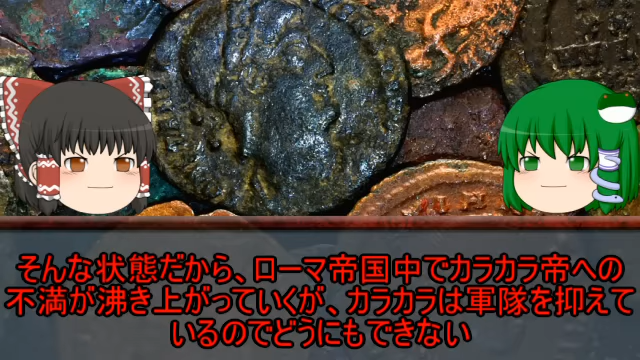 そんな状態だから、ローマ帝国中でカラカラ帝への
不満が沸き上がっていくが、カラカラは軍隊を抑えて
いるのでどうにもできない